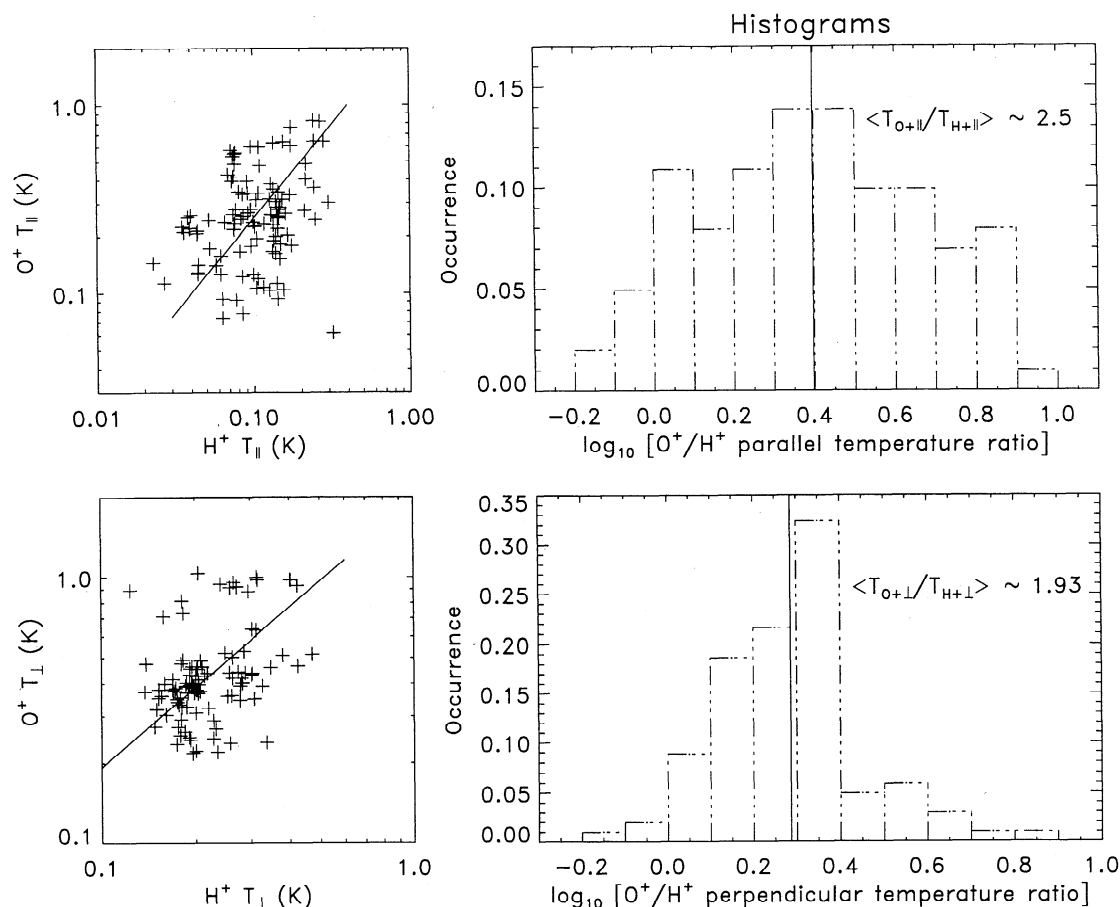 Histograms
O⁺ T∥ (K)
1.0
0.1
0.01 0.10 1.00
H⁺ T∥ (K)
Occurrence
0.15
0.10
0.05
0.00
<T_O+∥/T_H+∥> ~ 2.5
−0.2 0.0 0.2 0.4 0.6 0.8 1.0
log₁₀ [O⁺/H⁺ parallel temperature ratio]
O⁺ T⊥ (K)
1.0
0.1
0.1 1.0
H⁺ T⊥ (K)
Occurrence
0.35
0.30
0.25
0.20
0.15
0.10
0.05
0.00
<T_O+⊥/T_H+⊥> ~ 1.93
−0.2 0.0 0.2 0.4 0.6 0.8 1.0
log₁₀ [O⁺/H⁺ perpendicular temperature ratio]